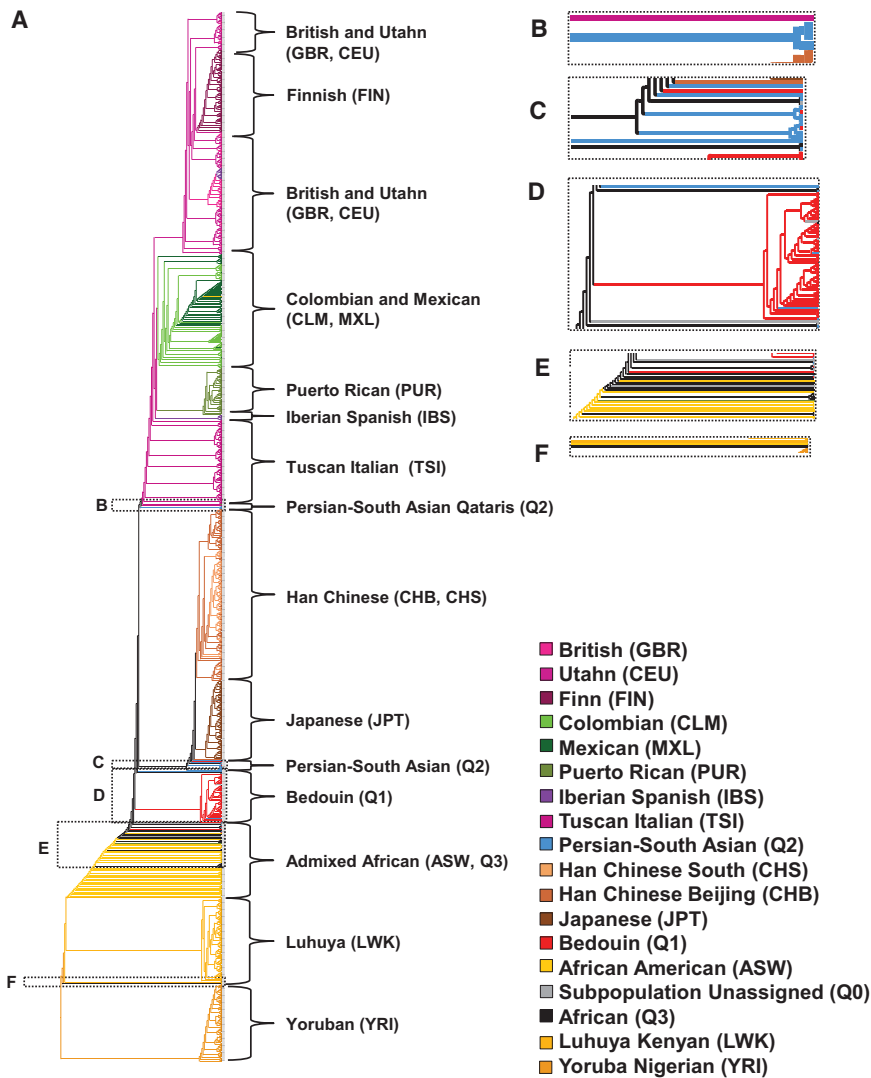 A
British and Utahn
(GBR, CEU)
Finnish (FIN)
British and Utahn
(GBR, CEU)
Colombian and Mexican
(CLM, MXL)
Puerto Rican (PUR)
Iberian Spanish (IBS)
Tuscan Italian (TSI)
B
Persian-South Asian Qataris (Q2)
Han Chinese (CHB, CHS)
Japanese (JPT)
C
Persian-South Asian (Q2)
D
Bedouin (Q1)
E
Admixed African (ASW, Q3)
Luhuya (LWK)
F
Yoruban (YRI)
B
C
D
E
F
British (GBR)
Utahn (CEU)
Finn (FIN)
Colombian (CLM)
Mexican (MXL)
Puerto Rican (PUR)
Iberian Spanish (IBS)
Tuscan Italian (TSI)
Persian-South Asian (Q2)
Han Chinese South (CHS)
Han Chinese Beijing (CHB)
Japanese (JPT)
Bedouin (Q1)
African American (ASW)
Subpopulation Unassigned (Q0)
African (Q3)
Luhuya Kenyan (LWK)
Yoruba Nigerian (YRI)